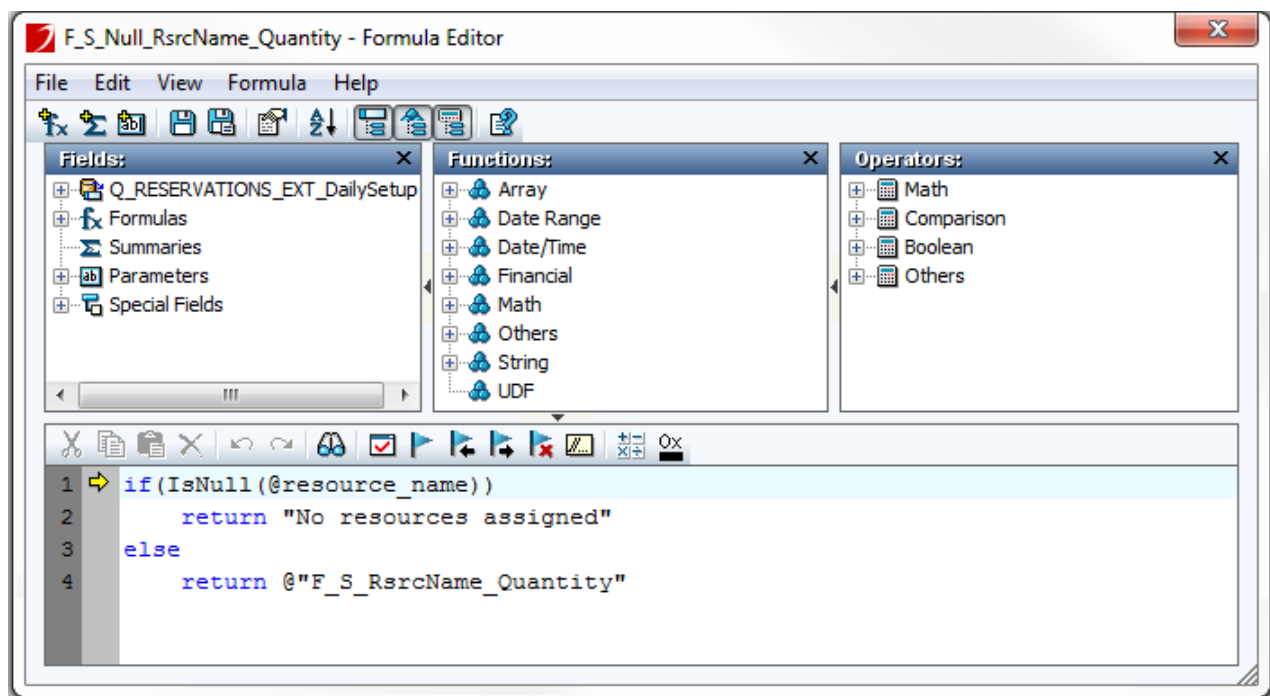 F_S_Null_RsrcName_Quantity - Formula Editor
File Edit View Formula Help
Fields:
Q_RESERVATIONS_EXT_DailySetup
Formulas
Summaries
Parameters
Special Fields
Functions:
Array
Date Range
Date/Time
Financial
Math
Others
String
UDF
Operators:
Math
Comparison
Boolean
Others
1 if(IsNull(@resource_name))
2 return "No resources assigned"
3 else
4 return @"F_S_RsrcName_Quantity"